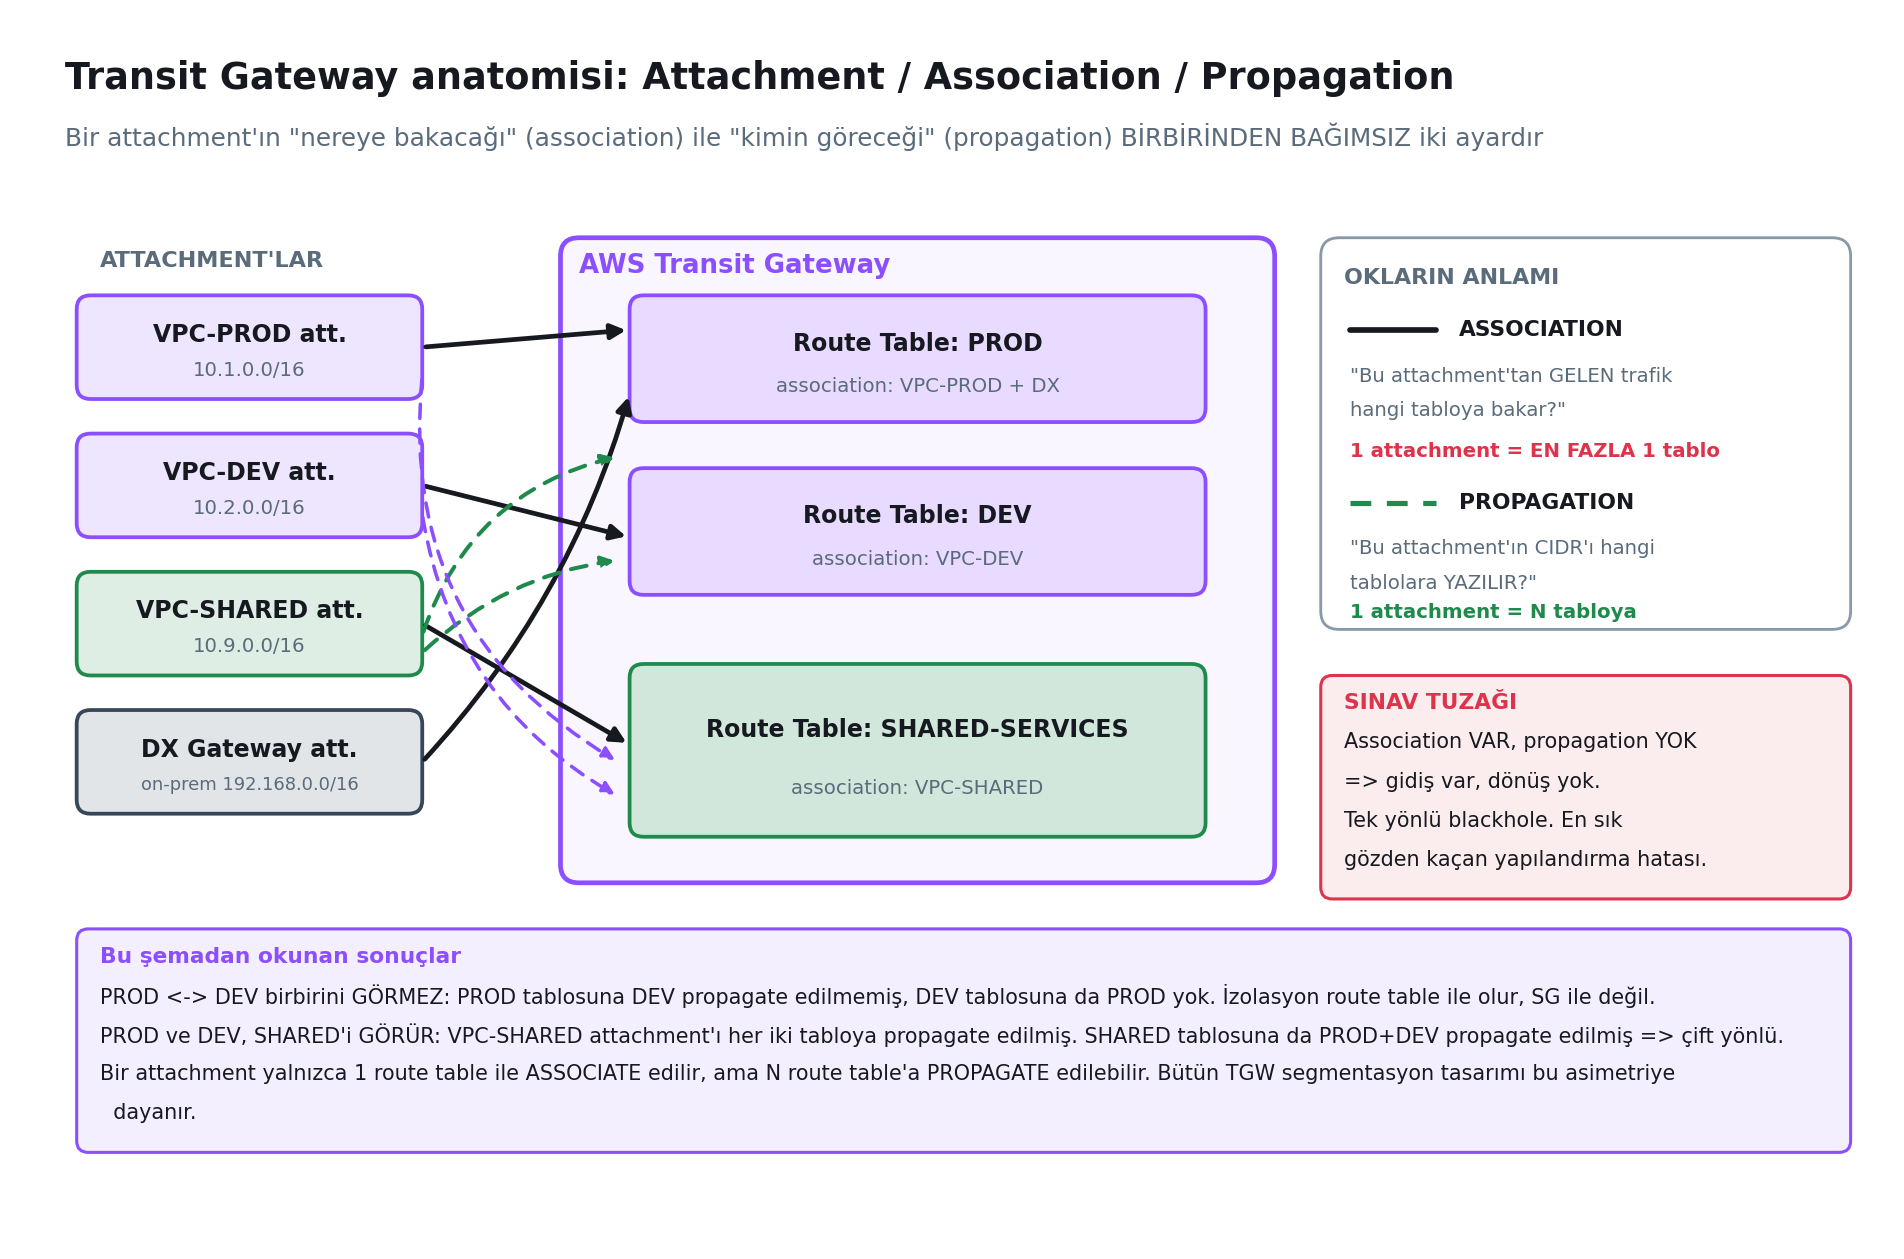 Transit Gateway anatomisi: Attachment / Association / Propagation
Bir attachment'ın "nereye bakacağı" (association) ile "kimin göreceği" (propagation) BİRBİRİNDEN BAĞIMSIZ iki ayardır
ATTACHMENT'LAR
VPC-PROD att.
10.1.0.0/16
VPC-DEV att.
10.2.0.0/16
VPC-SHARED att.
10.9.0.0/16
DX Gateway att.
on-prem 192.168.0.0/16
AWS Transit Gateway
Route Table: PROD
association: VPC-PROD + DX
Route Table: DEV
association: VPC-DEV
Route Table: SHARED-SERVICES
association: VPC-SHARED
OKLARIN ANLAMI
ASSOCIATION
"Bu attachment'tan GELEN trafik
hangi tabloya bakar?"
1 attachment = EN FAZLA 1 tablo
PROPAGATION
"Bu attachment'ın CIDR'ı hangi
tablolara YAZILIR?"
1 attachment = N tabloya
SINAV TUZAĞI
Association VAR, propagation YOK
=> gidiş var, dönüş yok.
Tek yönlü blackhole. En sık
gözden kaçan yapılandırma hatası.
Bu şemadan okunan sonuçlar
PROD <-> DEV birbirini GÖRMEZ: PROD tablosuna DEV propagate edilmemiş, DEV tablosuna da PROD yok. İzolasyon route table ile olur, SG ile değil.
PROD ve DEV, SHARED'i GÖRÜR: VPC-SHARED attachment'ı her iki tabloya propagate edilmiş. SHARED tablosuna da PROD+DEV propagate edilmiş => çift yönlü.
Bir attachment yalnızca 1 route table ile ASSOCIATE edilir, ama N route table'a PROPAGATE edilebilir. Bütün TGW segmentasyon tasarımı bu asimetriye
dayanır.